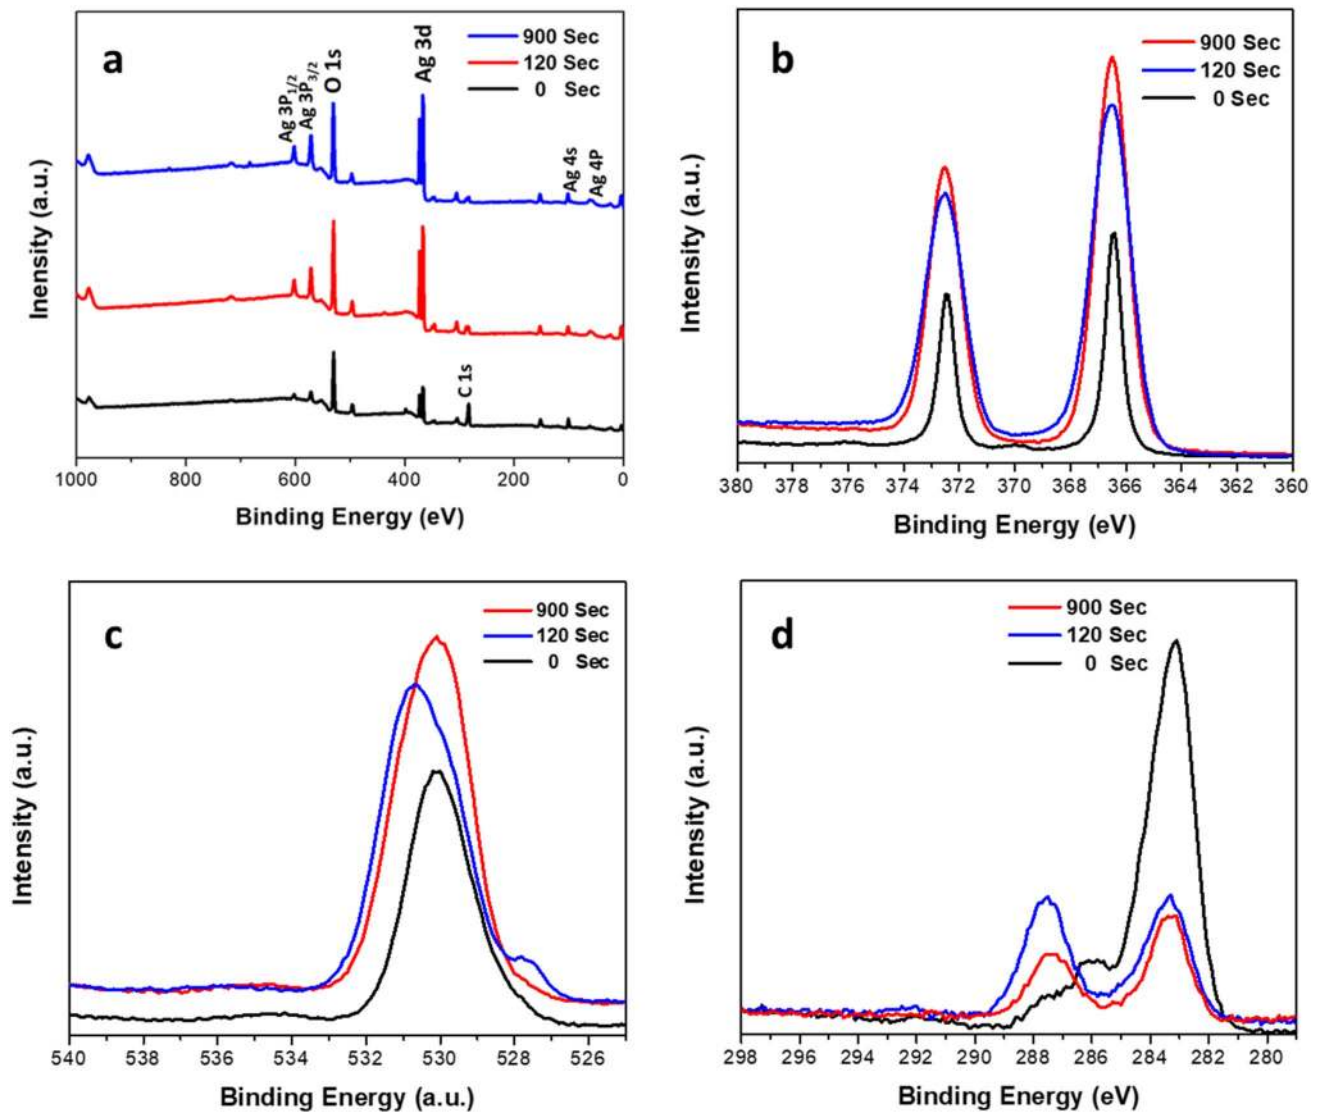 a
900 Sec
120 Sec
0 Sec
Ag 3P1/2
Ag 3P3/2
O 1s
Ag 3d
Ag 4s
Ag 4P
C 1s
Inensity (a.u.)
1000 800 600 400 200 0
Binding Energy (eV)
b
900 Sec
120 Sec
0 Sec
Intensity (a.u.)
380 378 376 374 372 370 368 366 364 362 360
Binding Energy (eV)
c
900 Sec
120 Sec
0 Sec
Intensity (a.u.)
540 538 536 534 532 530 528 526
Binding Energy (a.u.)
d
900 Sec
120 Sec
0 Sec
Intensity (a.u.)
298 296 294 292 290 288 286 284 282 280
Binding Energy (eV)